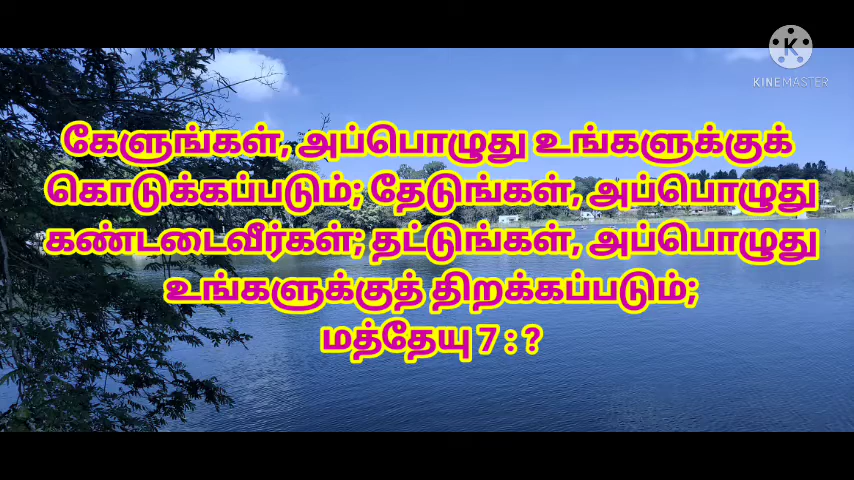 KINEMASTER
கேளுங்கள், அப்பொழுது உங்களுக்குக்
கொடுக்கப்படும்; தேடுங்கள், அப்பொழுது
கண்டடைவீர்கள்; தட்டுங்கள், அப்பொழுது
உங்களுக்குத் திறக்கப்படும்;
மத்தேயு 7 : ?